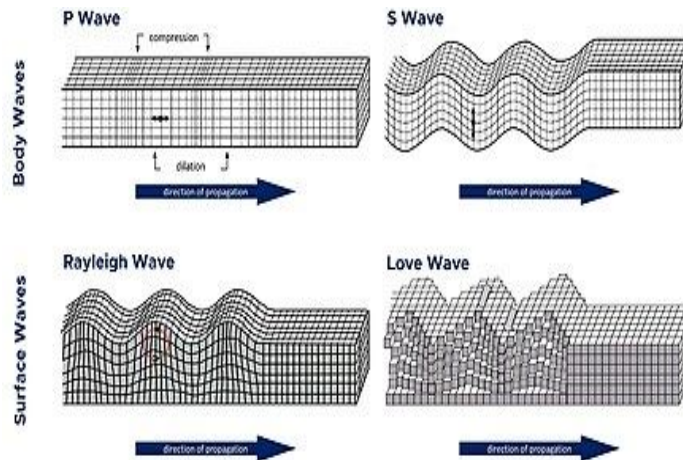 Body Waves
P Wave
compression
dilation
direction of propagation
S Wave
direction of propagation
Surface Waves
Rayleigh Wave
direction of propagation
Love Wave
direction of propagation